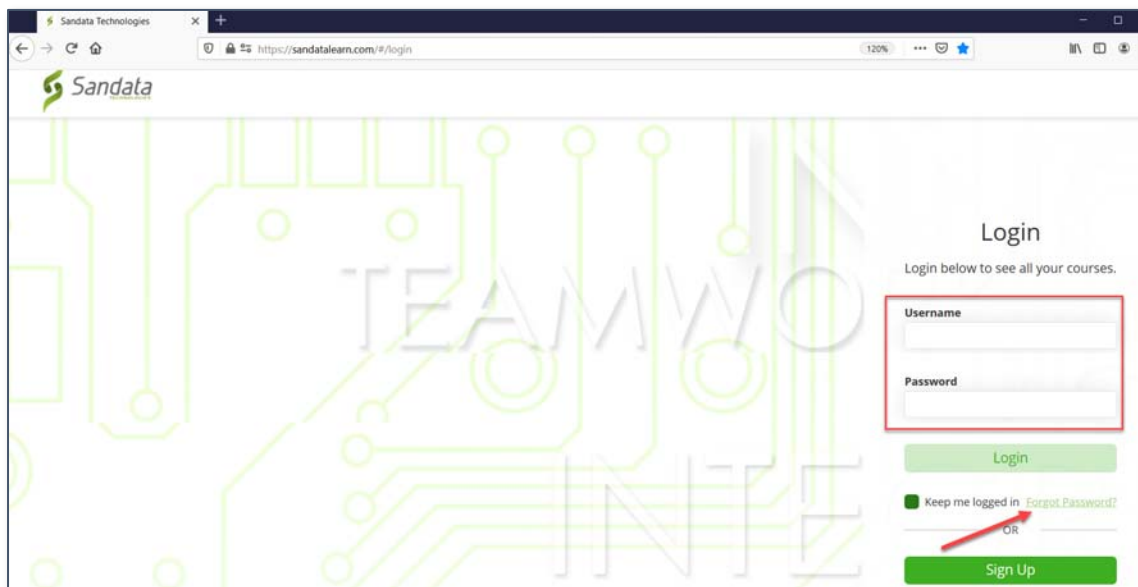 Sandata Technologies
https://sandatalearn.com/#/login
120%
Sandata
TECHNOLOGIES
Login
Login below to see all your courses.
TEAMWO
Username
Password
INTE
Login
Keep me logged in Forgot Password?
OR
Sign Up